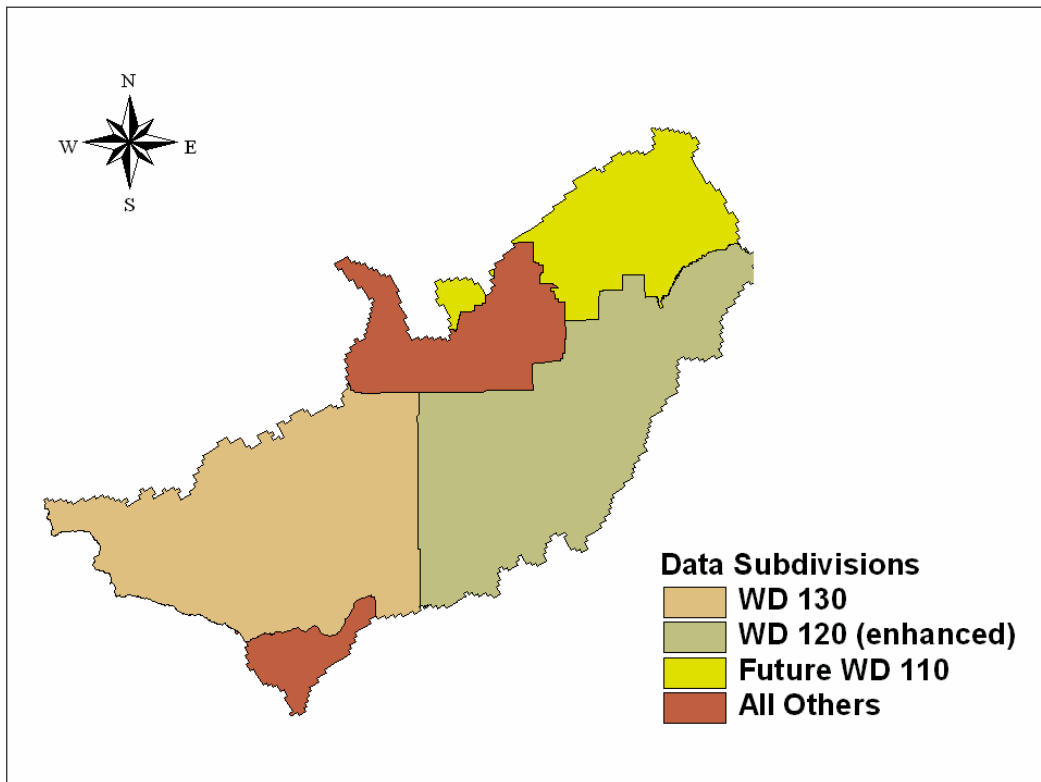 N
W E
S
Data Subdivisions
WD 130
WD 120 (enhanced)
Future WD 110
All Others